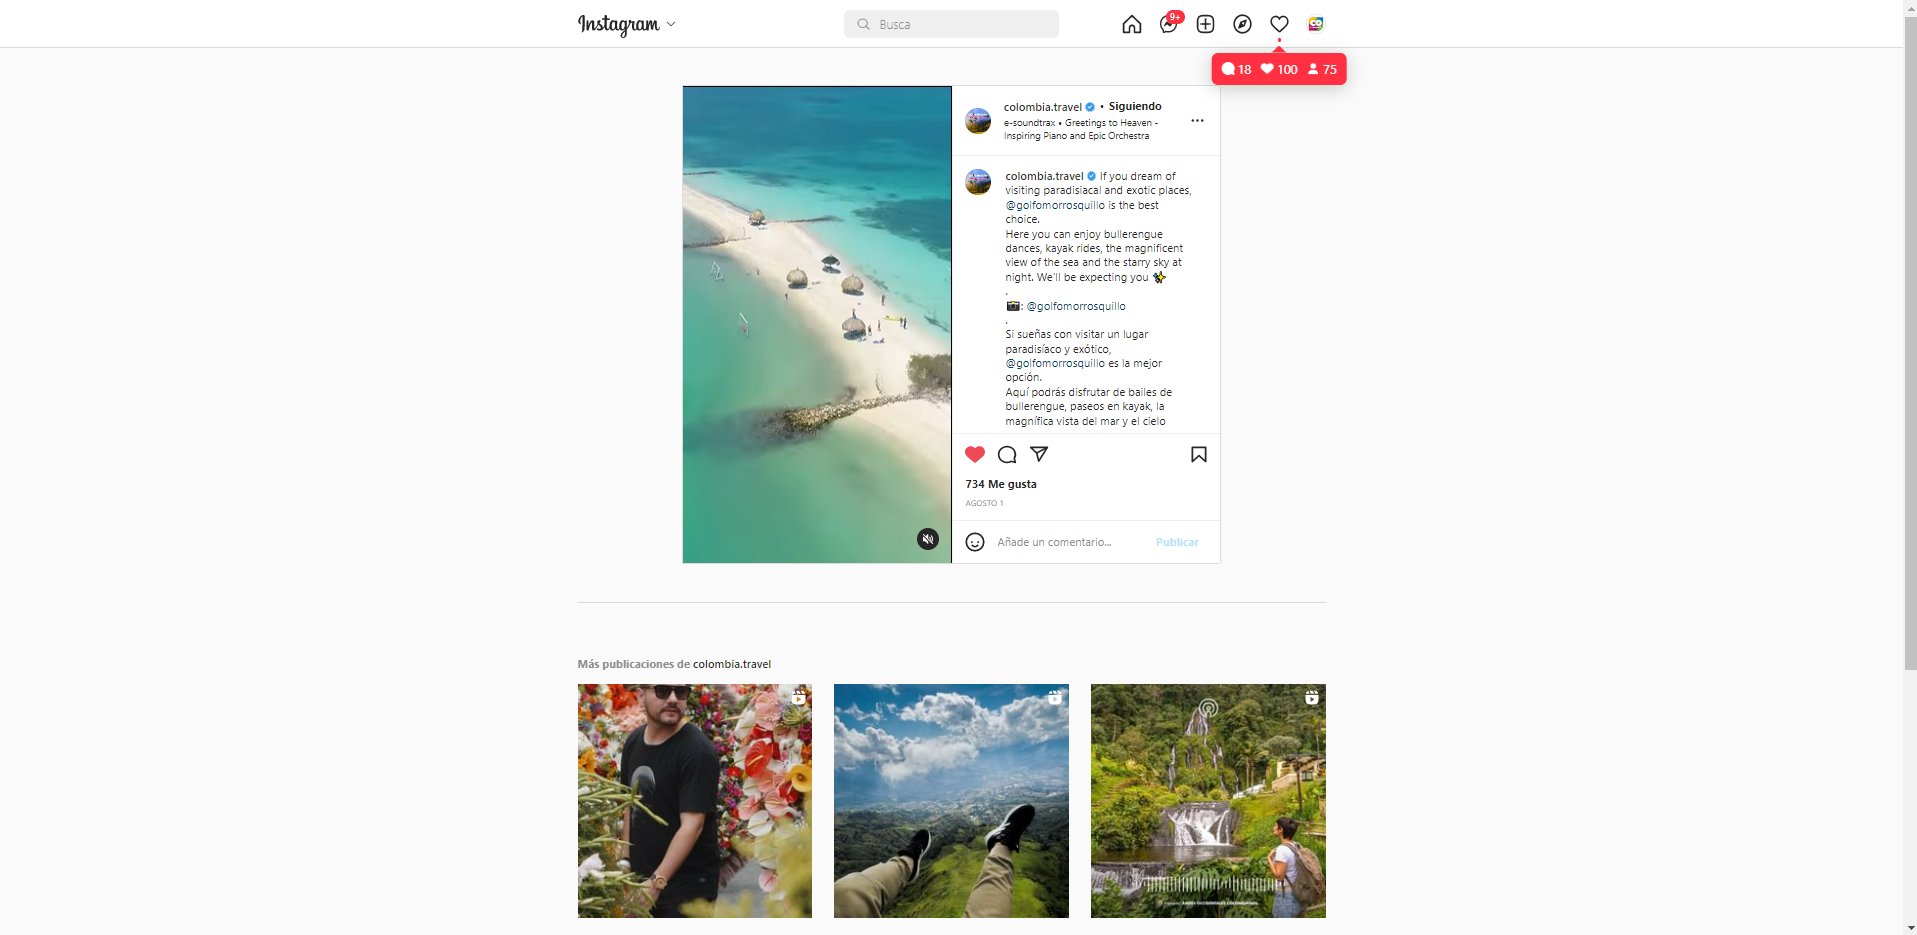 Instagram
Busca
9+
18 100 75
colombia.travel • Siguiendo
e-soundtrax • Greetings to Heaven -
Inspiring Piano and Epic Orchestra
colombia.travel If you dream of
visiting paradisiacal and exotic places,
@golfomorrosquillo is the best
choice.
Here you can enjoy bullerengue
dances, kayak rides, the magnificent
view of the sea and the starry sky at
night. We'll be expecting you ✨
.
📸: @golfomorrosquillo
.
Si sueñas con visitar un lugar
paradisíaco y exótico,
@golfomorrosquillo es la mejor
opción.
Aquí podrás disfrutar de bailes de
bullerengue, paseos en kayak, la
magnífica vista del mar y el cielo
734 Me gusta
AGOSTO 1
Añade un comentario... Publicar
Más publicaciones de colombia.travel